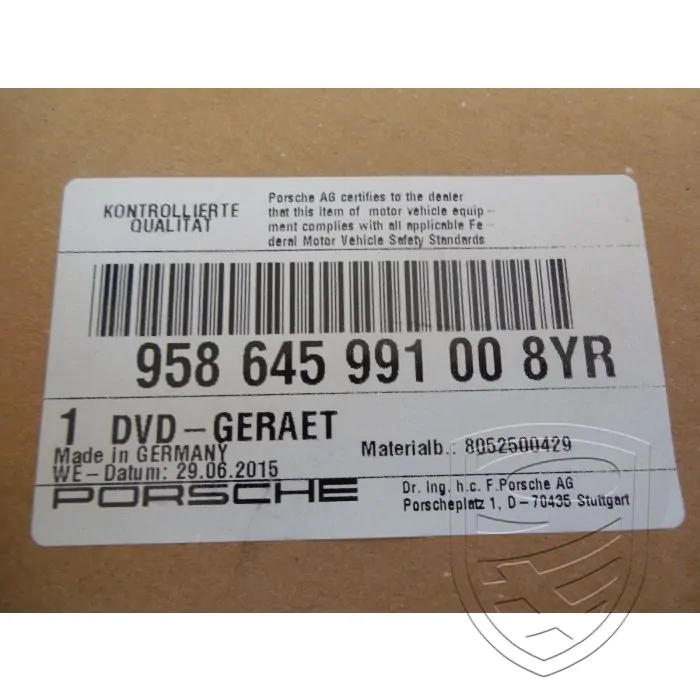 KONTROLLIERTE
QUALITÄT
Porsche AG certifies to the dealer
that this item of motor vehicle equip-
ment complies with all applicable Fe-
deral Motor Vehicle Safety Standards
958 645 991 00 8YR
1 DVD-GERAET
Made in GERMANY
Materialb.: 8052500429
WE-Datum: 29.06.2015
PORSCHE
Dr. Ing. h.c. F.Porsche AG
Porscheplatz 1, D-70435 Stuttgart